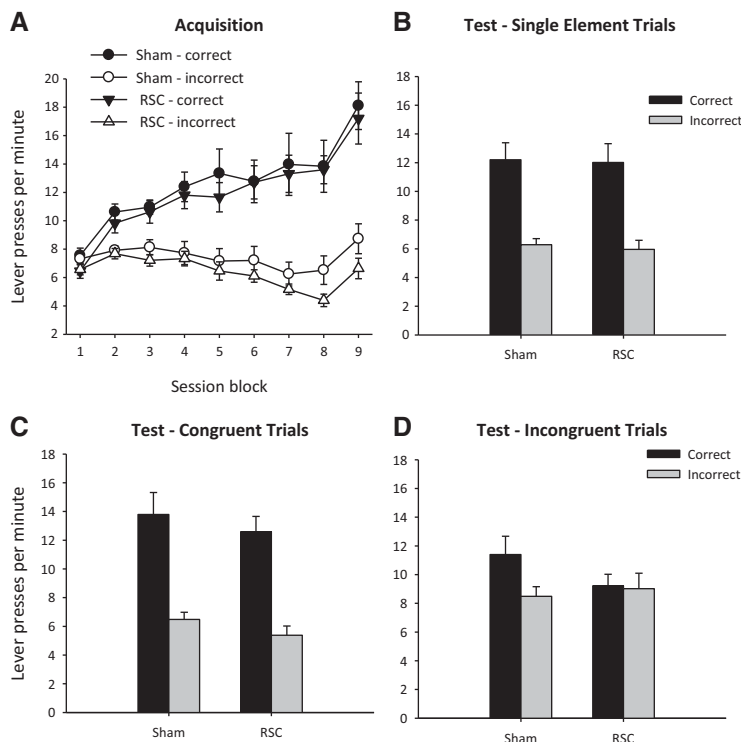 A
Acquisition
Sham - correct
Sham - incorrect
RSC - correct
RSC - incorrect
Lever presses per minute
20
18
16
14
12
10
8
6
4
2
1 2 3 4 5 6 7 8 9
Session block
B
Test - Single Element Trials
Correct
Incorrect
18
16
14
12
10
8
6
4
2
0
Sham RSC
C
Test - Congruent Trials
Lever presses per minute
18
16
14
12
10
8
6
4
2
0
Sham RSC
D
Test - Incongruent Trials
Correct
Incorrect
18
16
14
12
10
8
6
4
2
0
Sham RSC